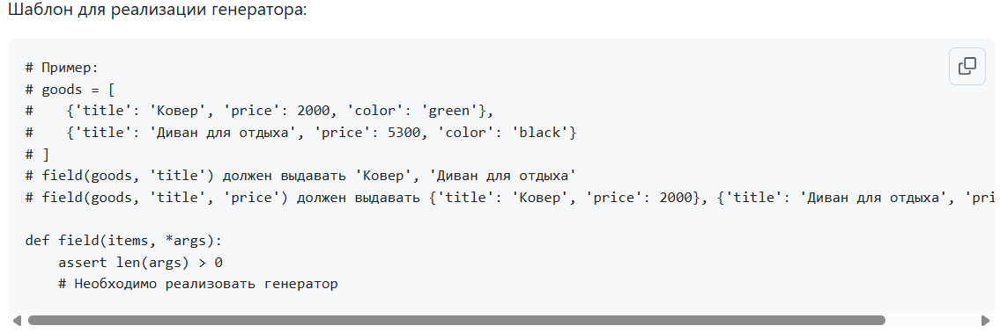 Шаблон для реализации генератора:
# Пример:
# goods = [
#    {'title': 'Ковер', 'price': 2000, 'color': 'green'},
#    {'title': 'Диван для отдыха', 'price': 5300, 'color': 'black'}
# ]
# field(goods, 'title') должен выдавать 'Ковер', 'Диван для отдыха'
# field(goods, 'title', 'price') должен выдавать {'title': 'Ковер', 'price': 2000}, {'title': 'Диван для отдыха', 'pri
def field(items, *args):
    assert len(args) > 0
    # Необходимо реализовать генератор